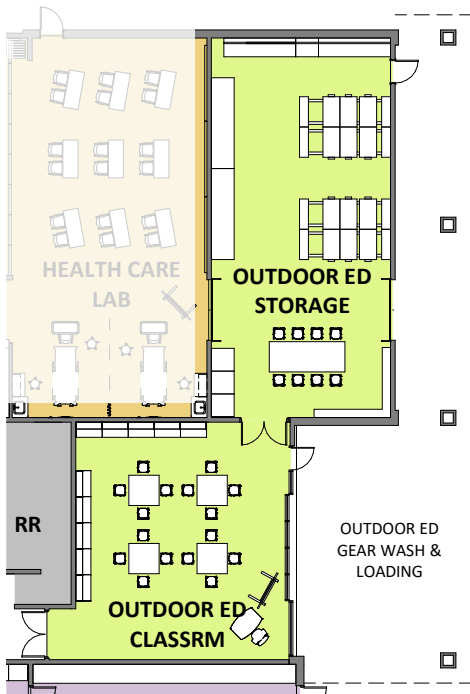 HEALTH CARE
LAB
OUTDOOR ED
STORAGE
RR
OUTDOOR ED
GEAR WASH &
LOADING
OUTDOOR ED
CLASSRM